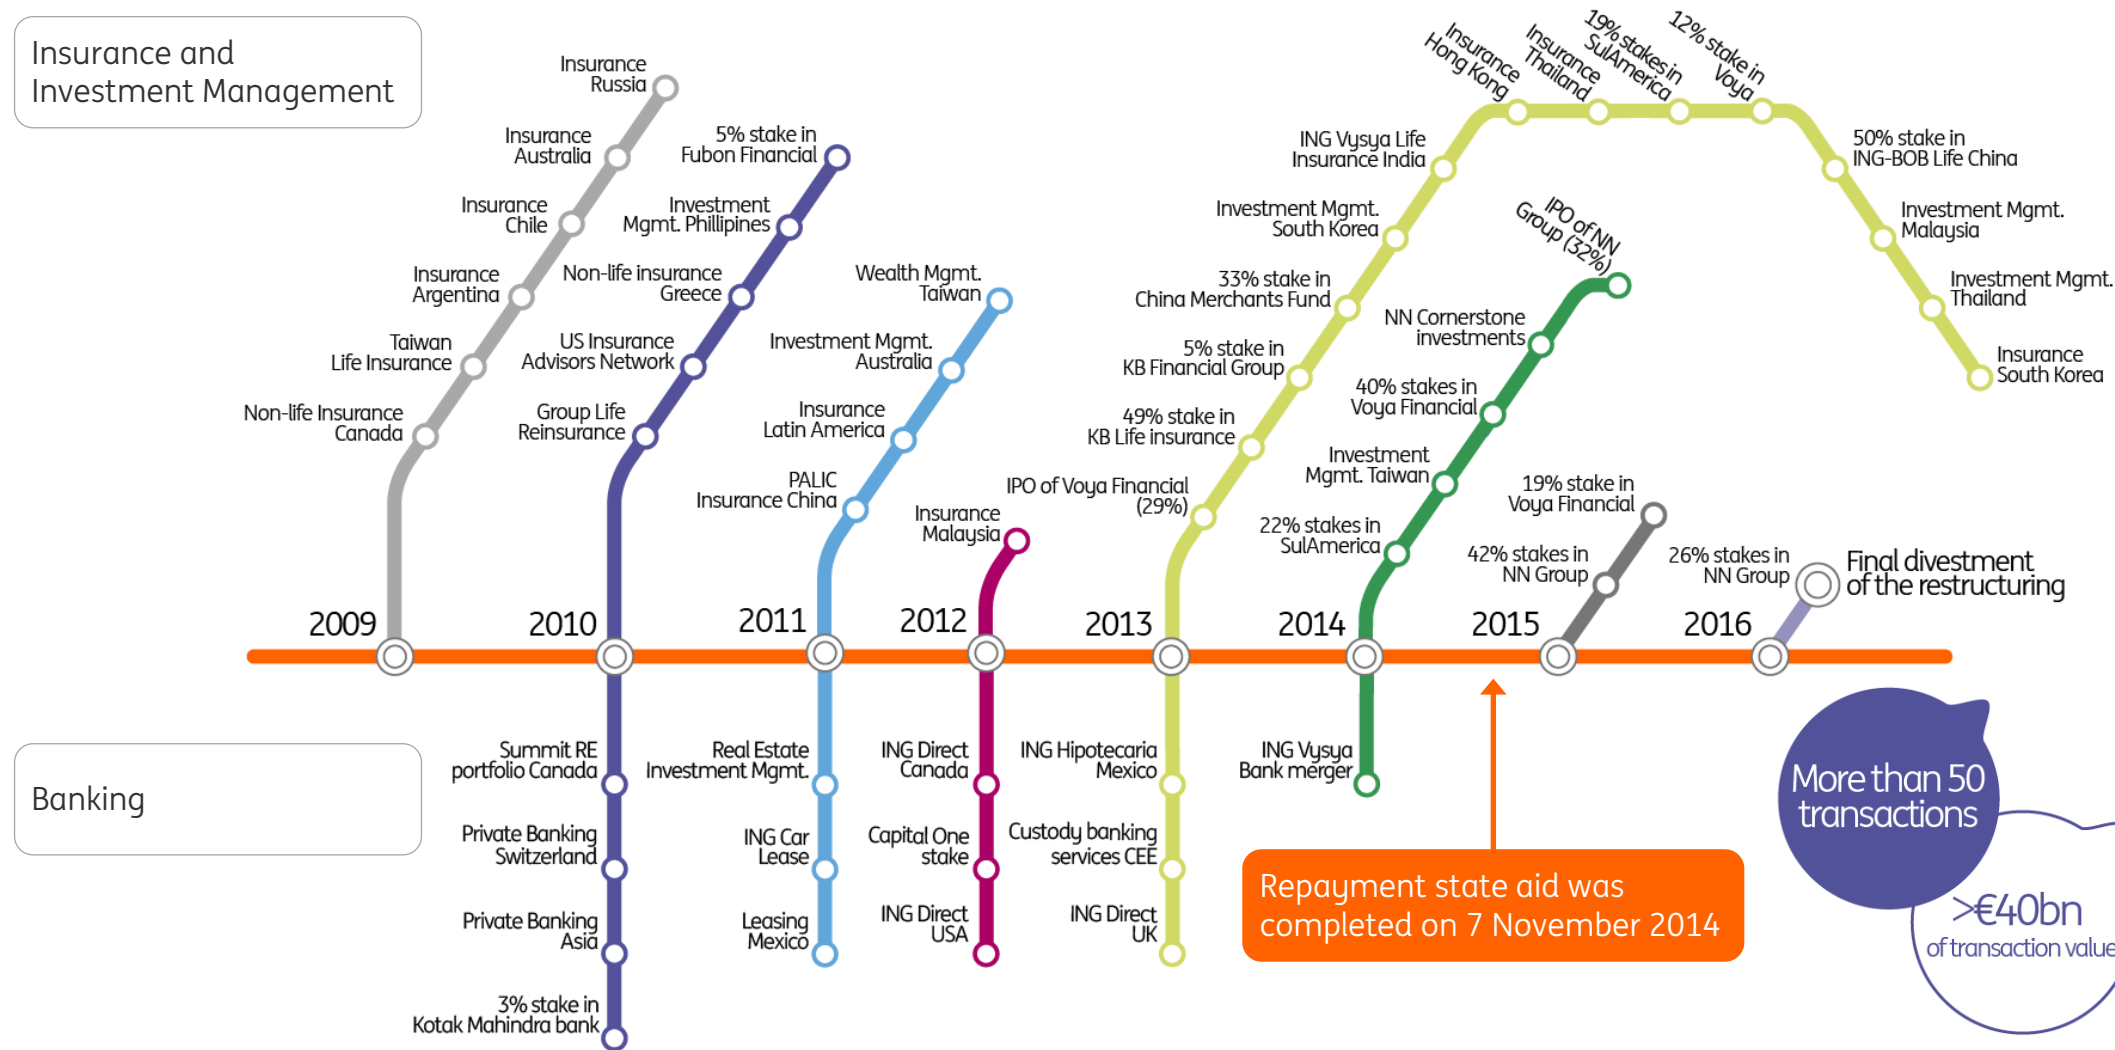 Insurance and
Investment Management
Insurance
Russia
Insurance
Australia
Insurance
Chile
Insurance
Argentina
Taiwan
Life Insurance
Non-life Insurance
Canada
5% stake in
Fubon Financial
Investment
Mgmt. Phillipines
Non-life insurance
Greece
US Insurance
Advisors Network
Group Life
Reinsurance
Wealth Mgmt.
Taiwan
Investment Mgmt.
Australia
Insurance
Latin America
PALIC
Insurance China
Insurance
Malaysia
Insurance
Hong Kong
Insurance
Thailand
19% stakes in
SulAmerica
12% stake in
Voya
ING Vysya Life
Insurance India
Investment Mgmt.
South Korea
33% stake in
China Merchants Fund
5% stake in
KB Financial Group
49% stake in
KB Life insurance
IPO of Voya Financial
(29%)
50% stake in
ING-BOB Life China
Investment Mgmt.
Malaysia
Investment Mgmt.
Thailand
Insurance
South Korea
IPO of NN
Group (32%)
NN Cornerstone
investments
40% stakes in
Voya Financial
Investment
Mgmt. Taiwan
22% stakes in
SulAmerica
19% stake in
Voya Financial
42% stakes in
NN Group
26% stakes in
NN Group
Final divestment
of the restructuring
2009
2010
2011
2012
2013
2014
2015
2016
Banking
Summit RE
portfolio Canada
Private Banking
Switzerland
Private Banking
Asia
3% stake in
Kotak Mahindra bank
Real Estate
Investment Mgmt.
ING Car
Lease
Leasing
Mexico
ING Direct
Canada
Capital One
stake
ING Direct
USA
ING Hipotecaria
Mexico
Custody banking
services CEE
ING Direct
UK
ING Vysya
Bank merger
Repayment state aid was
completed on 7 November 2014
More than 50
transactions
>€40bn
of transaction value